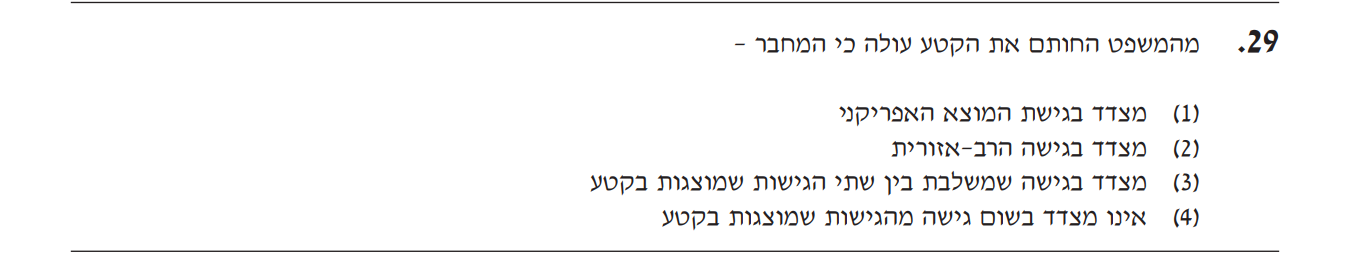 29. מהמשפט החותם את הקטע עולה כי המחבר –
(1) מצדד בגישת המוצא האפריקני
(2) מצדד בגישה הרב-אזורית
(3) מצדד בגישה שמשלבת בין שתי הגישות שמוצגות בקטע
(4) אינו מצדד בשום גישה מהגישות שמוצגות בקטע